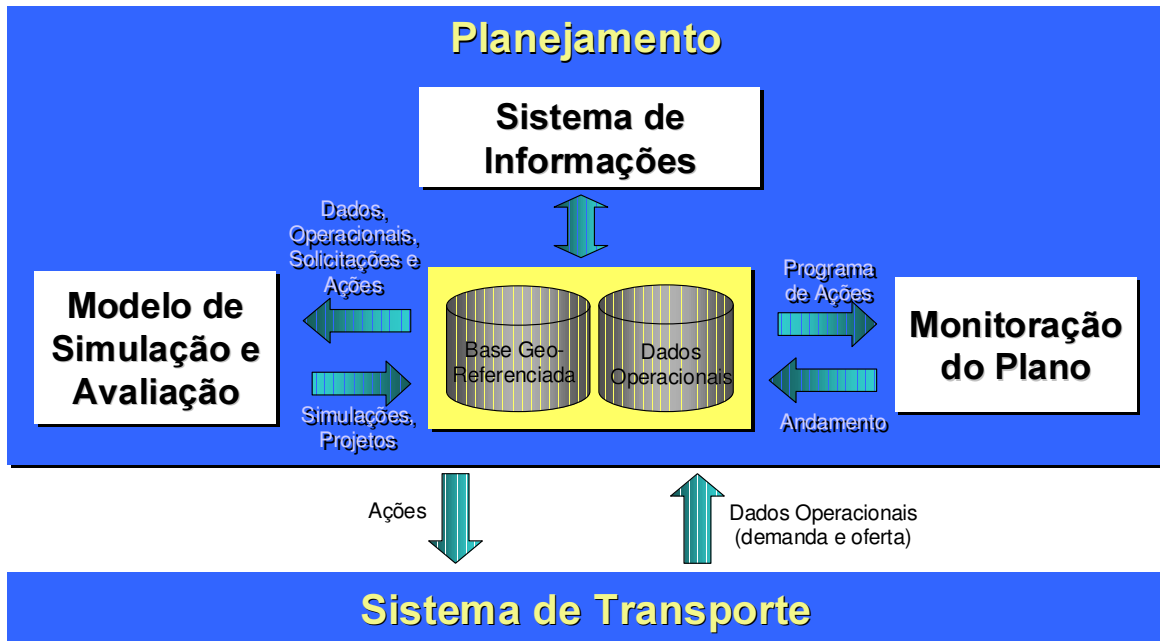 Planejamento
Sistema de
Informações
Dados,
Operacionais,
Solicitações e
Ações
Modelo de
Simulação e
Avaliação
Simulações,
Projetos
Base Geo-
Referenciada
Dados
Operacionais
Programa
de Ações
Monitoração
do Plano
Andamento
Ações
Dados Operacionais
(demanda e oferta)
Sistema de Transporte